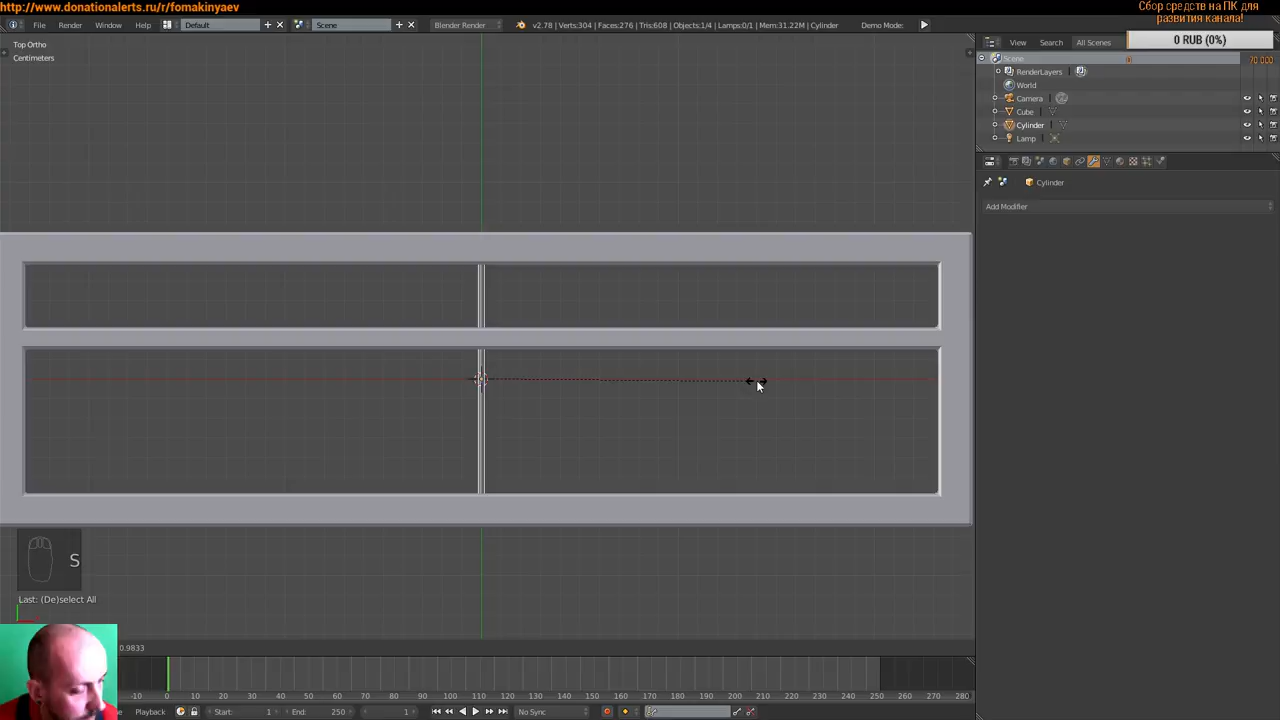 http://www.donationalerts.ru/r/fomakinyaev
Сбор средств на ПК для
развития канала!
0 RUB (0%)
0
70 000
File Render Window Help Default Scene Blender Render v2.78 | Verts:304 | Faces:276 | Tris:608 | Objects:1/4 | Lamps:0/1 | Mem:31.22M | Cylinder Demo Mode:
View Search All Scenes
Top Ortho
Centimeters
Scene
RenderLayers
World
Camera
Cube
Cylinder
Lamp
Cylinder
Add Modifier
S
Last: (De)select All
0.9833
-10 0 10 20 30 40 50 60 70 80 90 100 110 120 130 140 150 160 170 180 190 200 210 220 230 240 250 260 270 280
Playback Start: 1 End: 250 1 No Sync